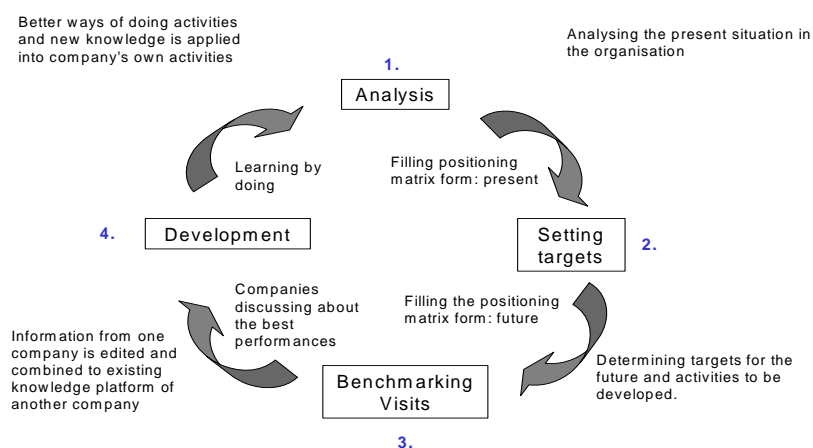 Better ways of doing activities
and new knowledge is applied
into company's own activities
Analysing the present situation in
the organisation
1.
Analysis
Learning by
doing
Filling positioning
matrix form: present
4.
Development
Setting
targets
2.
Companies
discussing about
the best
performances
Filling the positioning
matrix form: future
Information from one
company is edited and
combined to existing
knowledge platform of
another company
Determining targets for the
future and activities to be
developed.
Benchmarking
Visits
3.